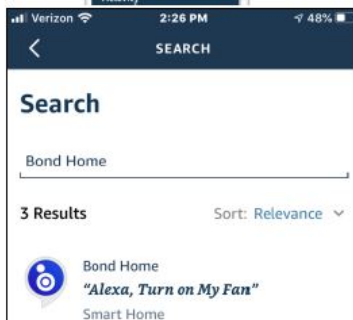 Activity
Verizon 2:26 PM 48%
SEARCH
Search
Bond Home
3 Results Sort: Relevance
Bond Home
"Alexa, Turn on My Fan"
Smart Home